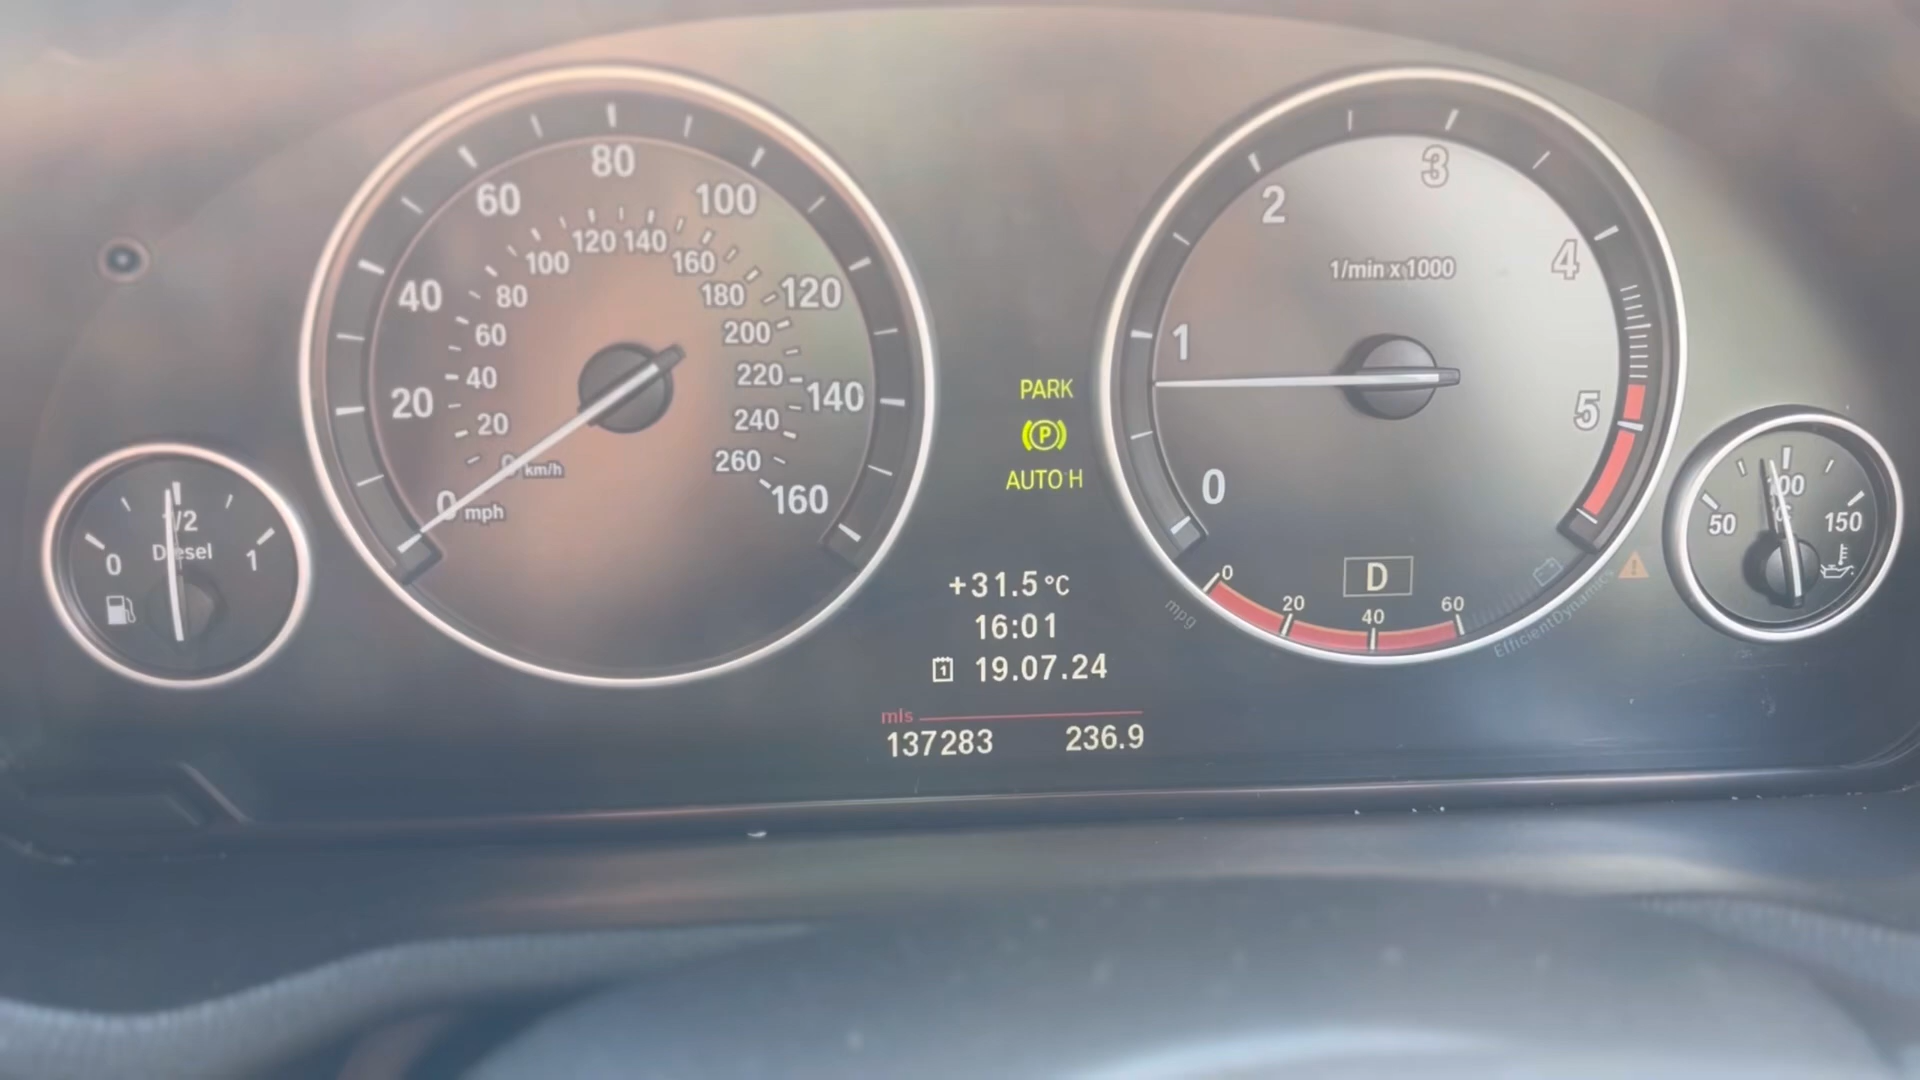 0 20 40 60 80 100 120 140 160
mph
0 20 40 60 80 100 120 140 160 180 200 220 240 260
km/h
0 1/2 1
Diesel
PARK
(P)
AUTO H
+31.5 °C
16:01
1 19.07.24
mls
137283 236.9
0 1 2 3 4 5
1/min x 1000
D
0 20 40 60
mpg
EfficientDynamics
50 100 150
°C